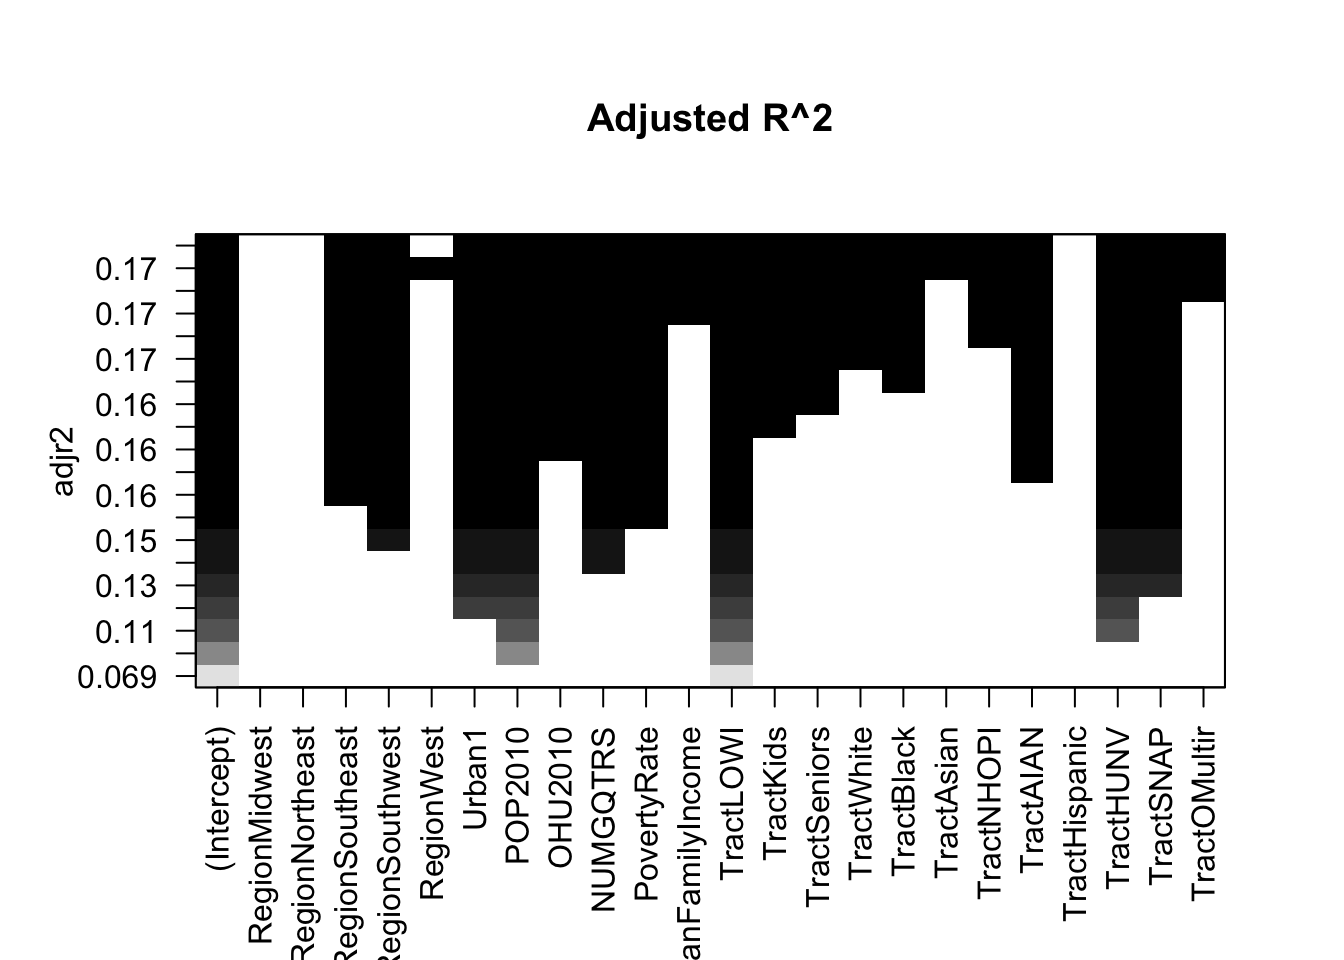 Adjusted R^2
adjr2
0.17
0.17
0.17
0.16
0.16
0.16
0.15
0.13
0.11
0.069
(Intercept)
RegionMidwest
RegionNortheast
RegionSoutheast
RegionSouthwest
RegionWest
Urban1
POP2010
OHU2010
NUMGQTRS
PovertyRate
anFamilyIncome
TractLOWI
TractKids
TractSeniors
TractWhite
TractBlack
TractAsian
TractNHOPI
TractAIAN
TractHispanic
TractHUNV
TractSNAP
TractOMultir